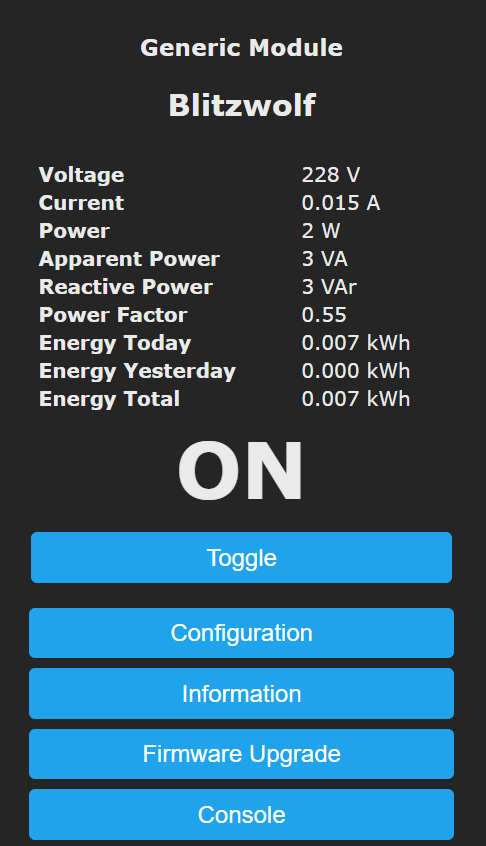 Generic Module
Blitzwolf
Voltage 228 V
Current 0.015 A
Power 2 W
Apparent Power 3 VA
Reactive Power 3 VAr
Power Factor 0.55
Energy Today 0.007 kWh
Energy Yesterday 0.000 kWh
Energy Total 0.007 kWh
ON
Toggle
Configuration
Information
Firmware Upgrade
Console